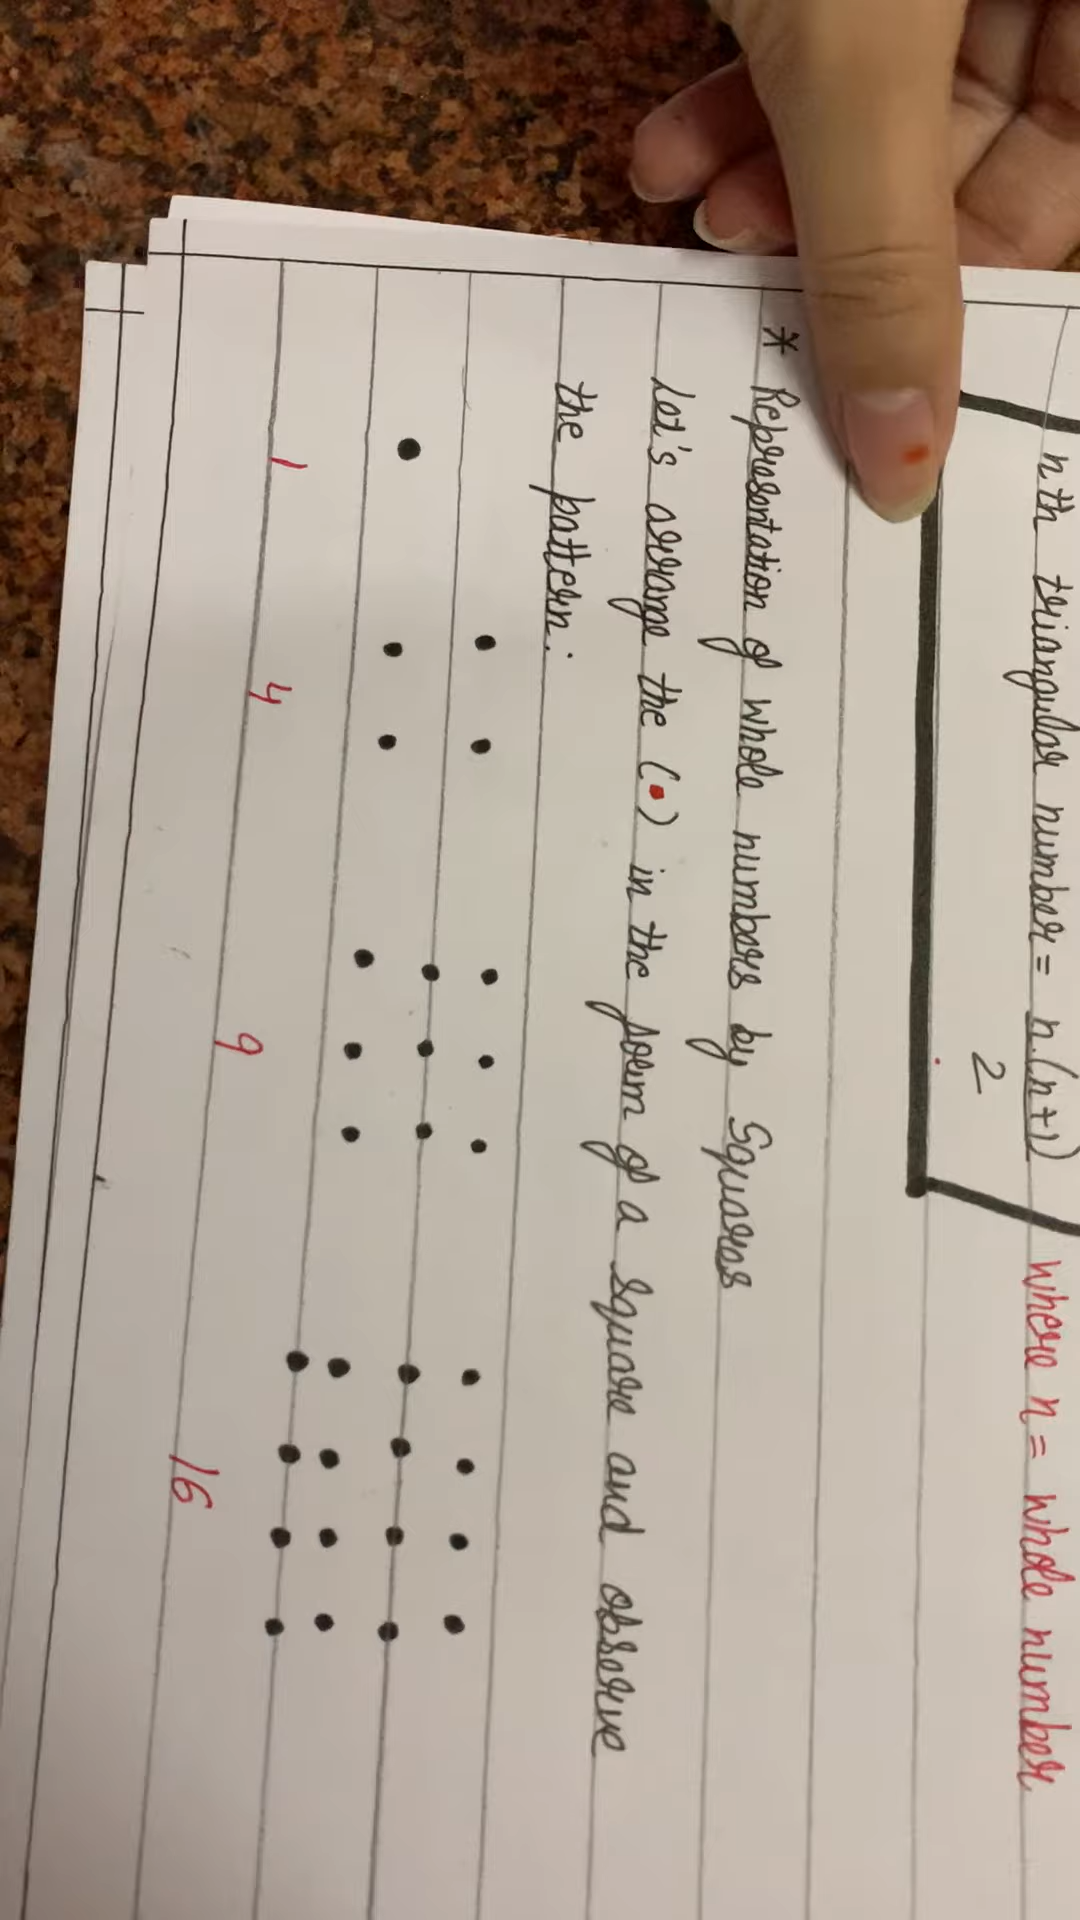 nth triangular number = n.(n+1) where n = whole number
2
* Representation of whole numbers by Squares
Let's arrange the (•) in the form of a square and observe
the pattern:
1 4 9 16